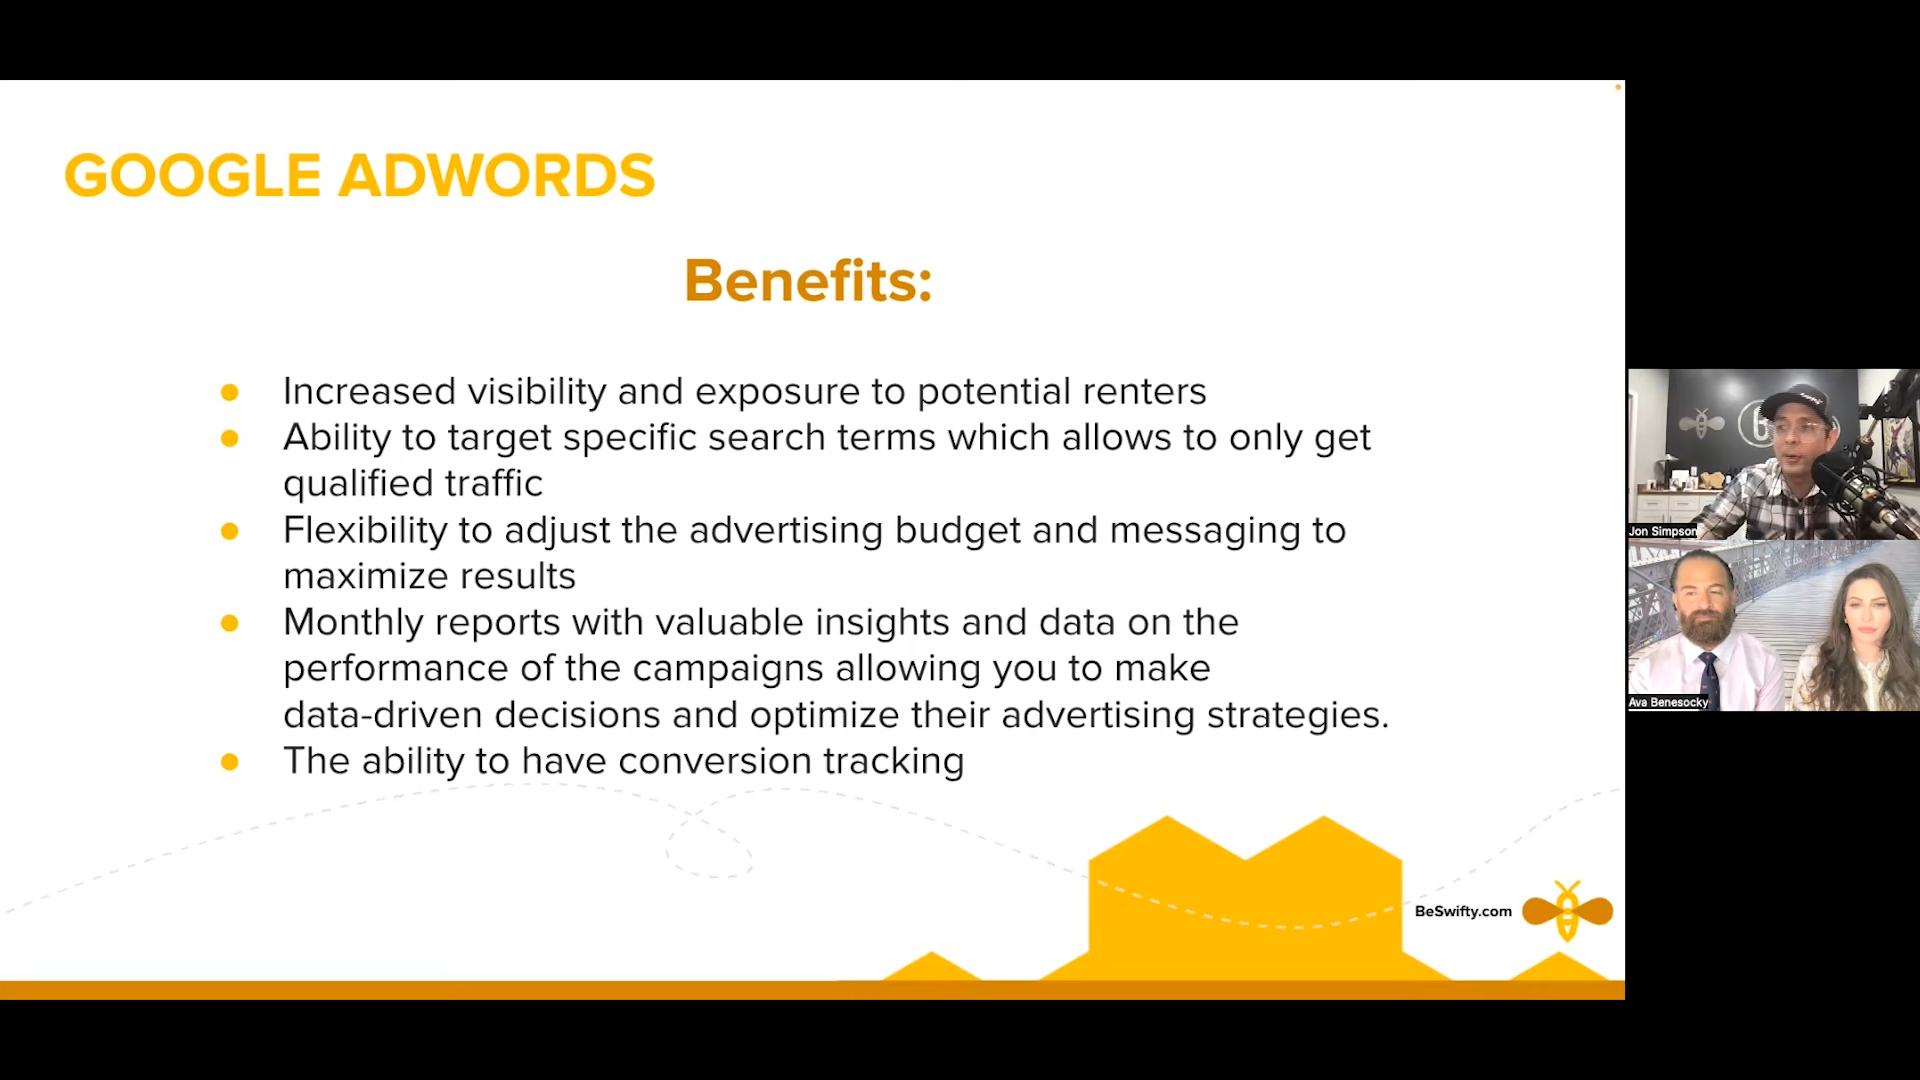 GOOGLE ADWORDS
Benefits:
● Increased visibility and exposure to potential renters
● Ability to target specific search terms which allows to only get
qualified traffic
● Flexibility to adjust the advertising budget and messaging to
maximize results
● Monthly reports with valuable insights and data on the
performance of the campaigns allowing you to make
data-driven decisions and optimize their advertising strategies.
● The ability to have conversion tracking
BeSwifty.com
Jon Simpson
Ava Benesocky